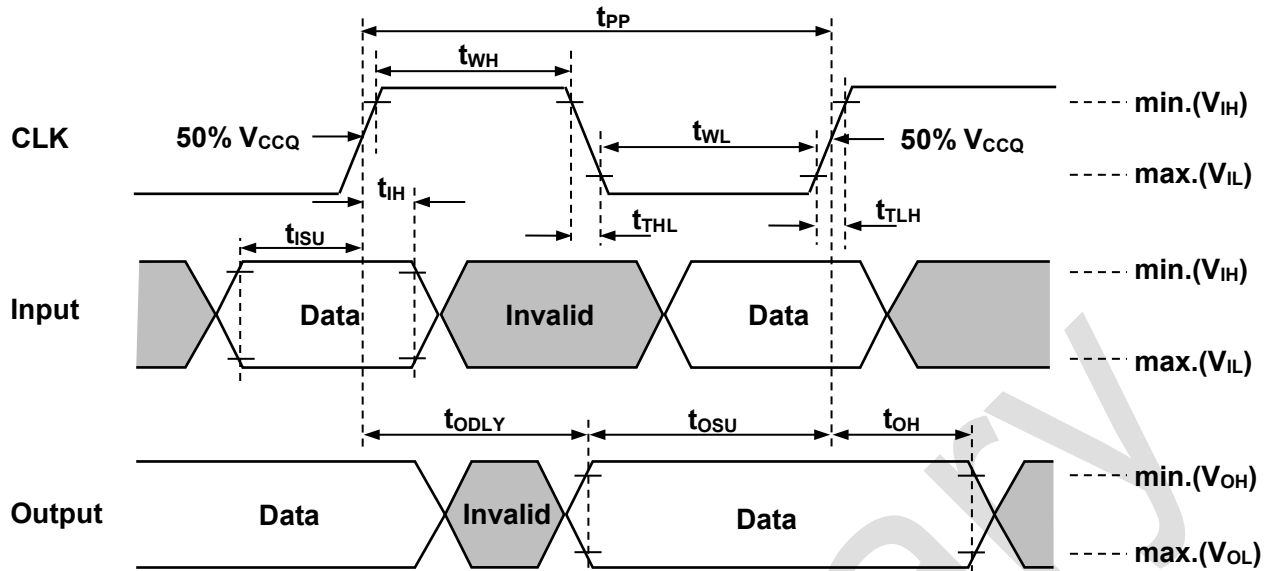 tPP
tWH
CLK
50% VCCQ
tWL
50% VCCQ
min.(VIH)
max.(VIL)
tIH
tTHL
tTLH
tISU
Input
Data
Invalid
Data
min.(VIH)
max.(VIL)
tODLY
tOSU
tOH
Output
Data
Invalid
Data
min.(VOH)
max.(VOL)